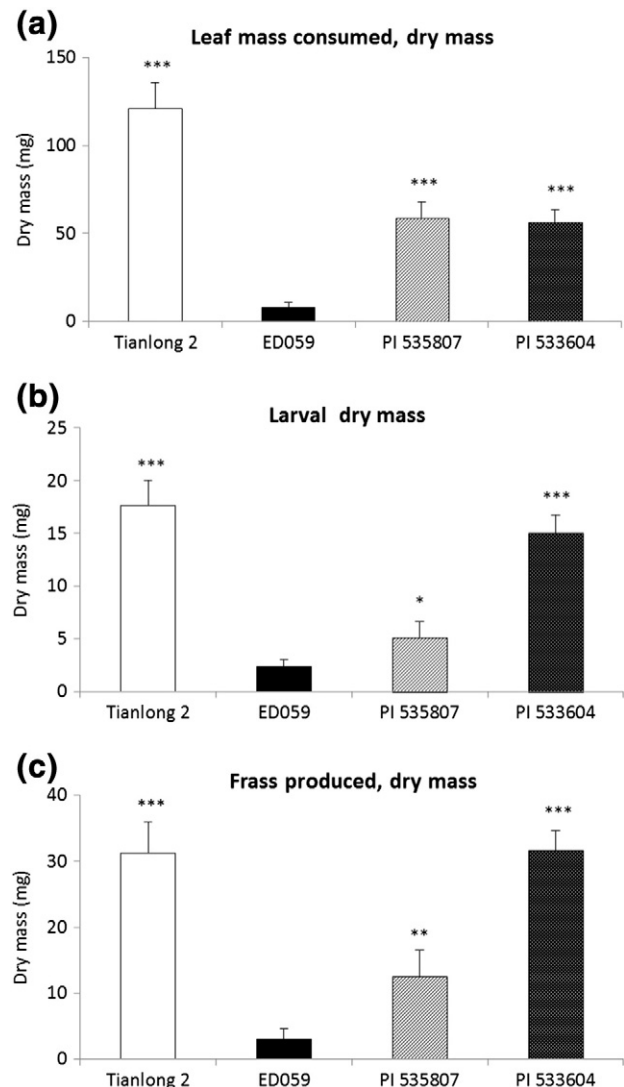 (a)
Leaf mass consumed, dry mass
Dry mass (mg)
150
100
50
0
***
***
***
Tianlong 2 ED059 PI 535807 PI 533604
(b)
Larval dry mass
Dry mass (mg)
25
20
15
10
5
0
***
*
***
Tianlong 2 ED059 PI 535807 PI 533604
(c)
Frass produced, dry mass
Dry mass (mg)
40
30
20
10
0
***
**
***
Tianlong 2 ED059 PI 535807 PI 533604